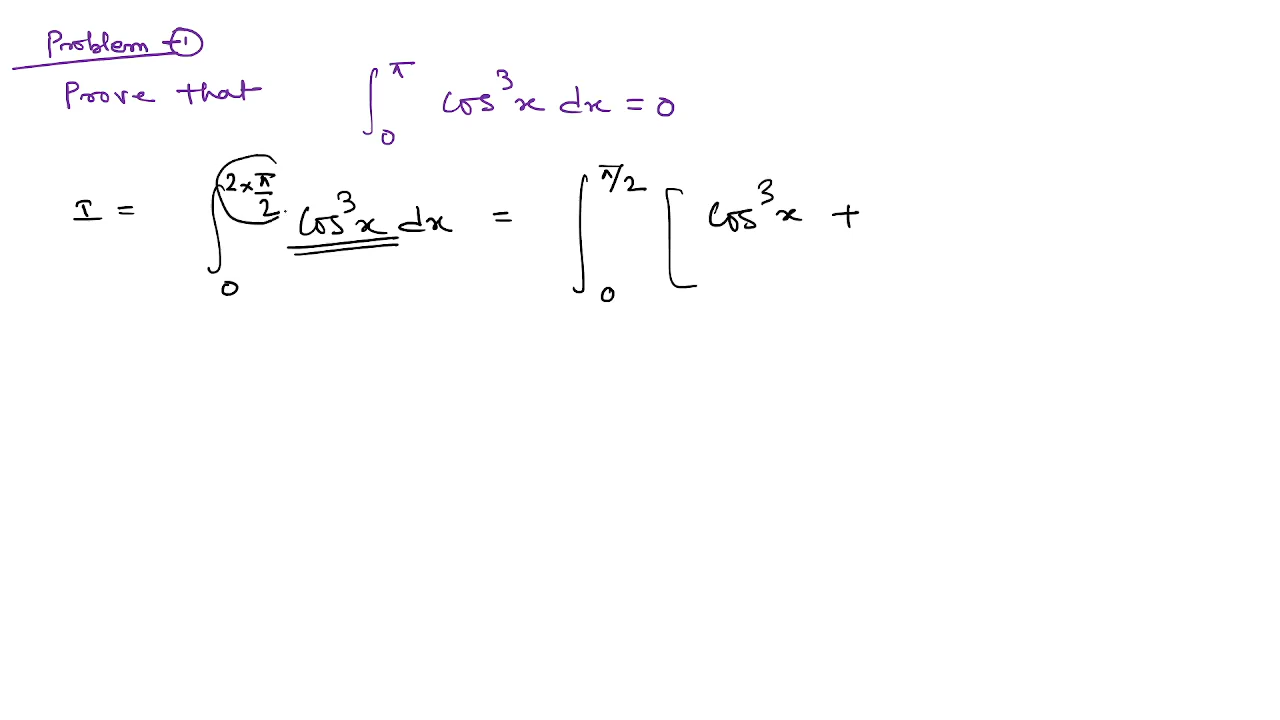 Problem -①
Prove that ∫₀^π cos³x dx = 0
I = ∫₀^{2×π/2} cos³x dx = ∫₀^{π/2} [ cos³x +